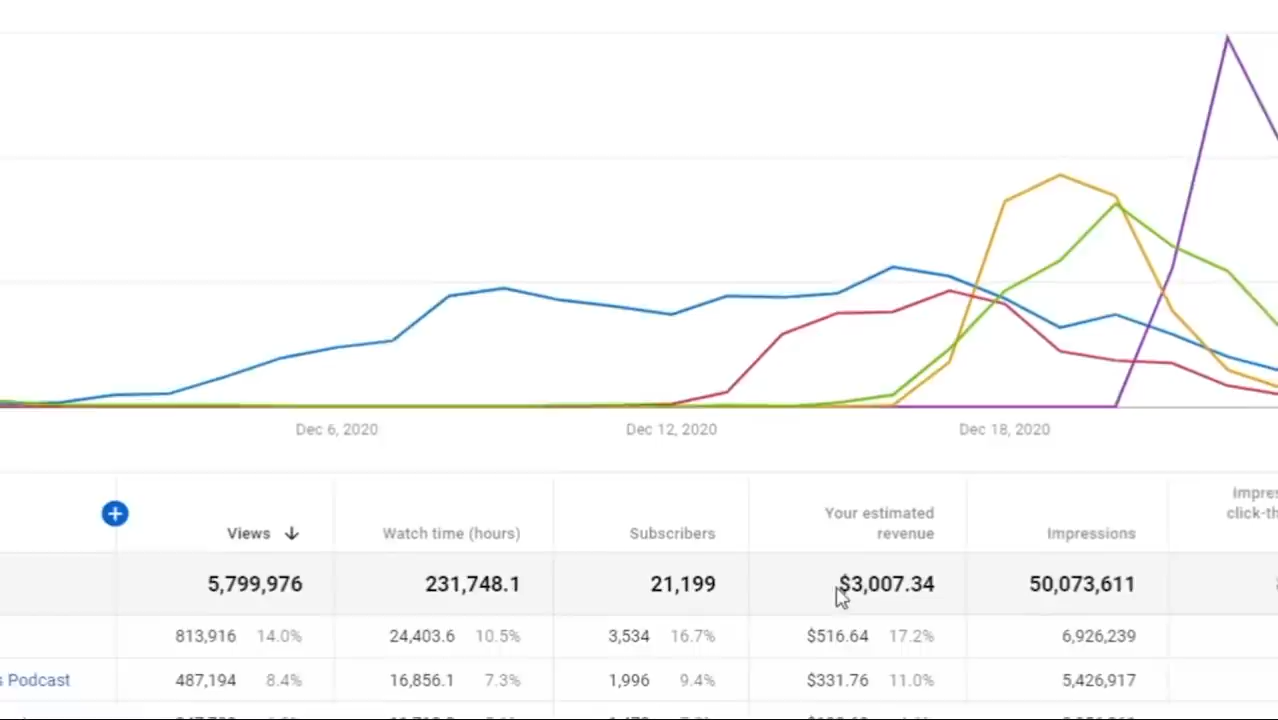 Dec 6, 2020 Dec 12, 2020 Dec 18, 2020
Impres
Your estimated click-th
Views Watch time (hours) Subscribers revenue Impressions
5,799,976 231,748.1 21,199 $3,007.34 50,073,611
813,916 14.0% 24,403.6 10.5% 3,534 16.7% $516.64 17.2% 6,926,239
s Podcast 487,194 8.4% 16,856.1 7.3% 1,996 9.4% $331.76 11.0% 5,426,917